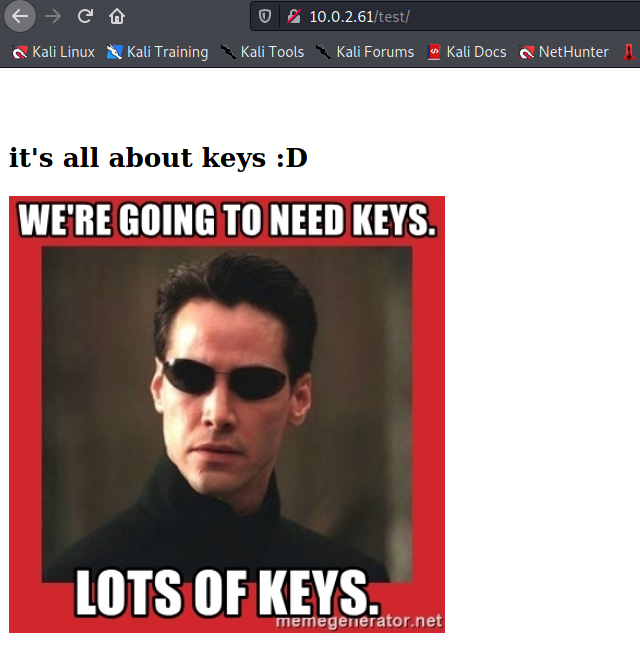 10.0.2.61/test/
Kali Linux Kali Training Kali Tools Kali Forums Kali Docs NetHunter
it's all about keys :D
WE'RE GOING TO NEED KEYS.
LOTS OF KEYS.
memegenerator.net